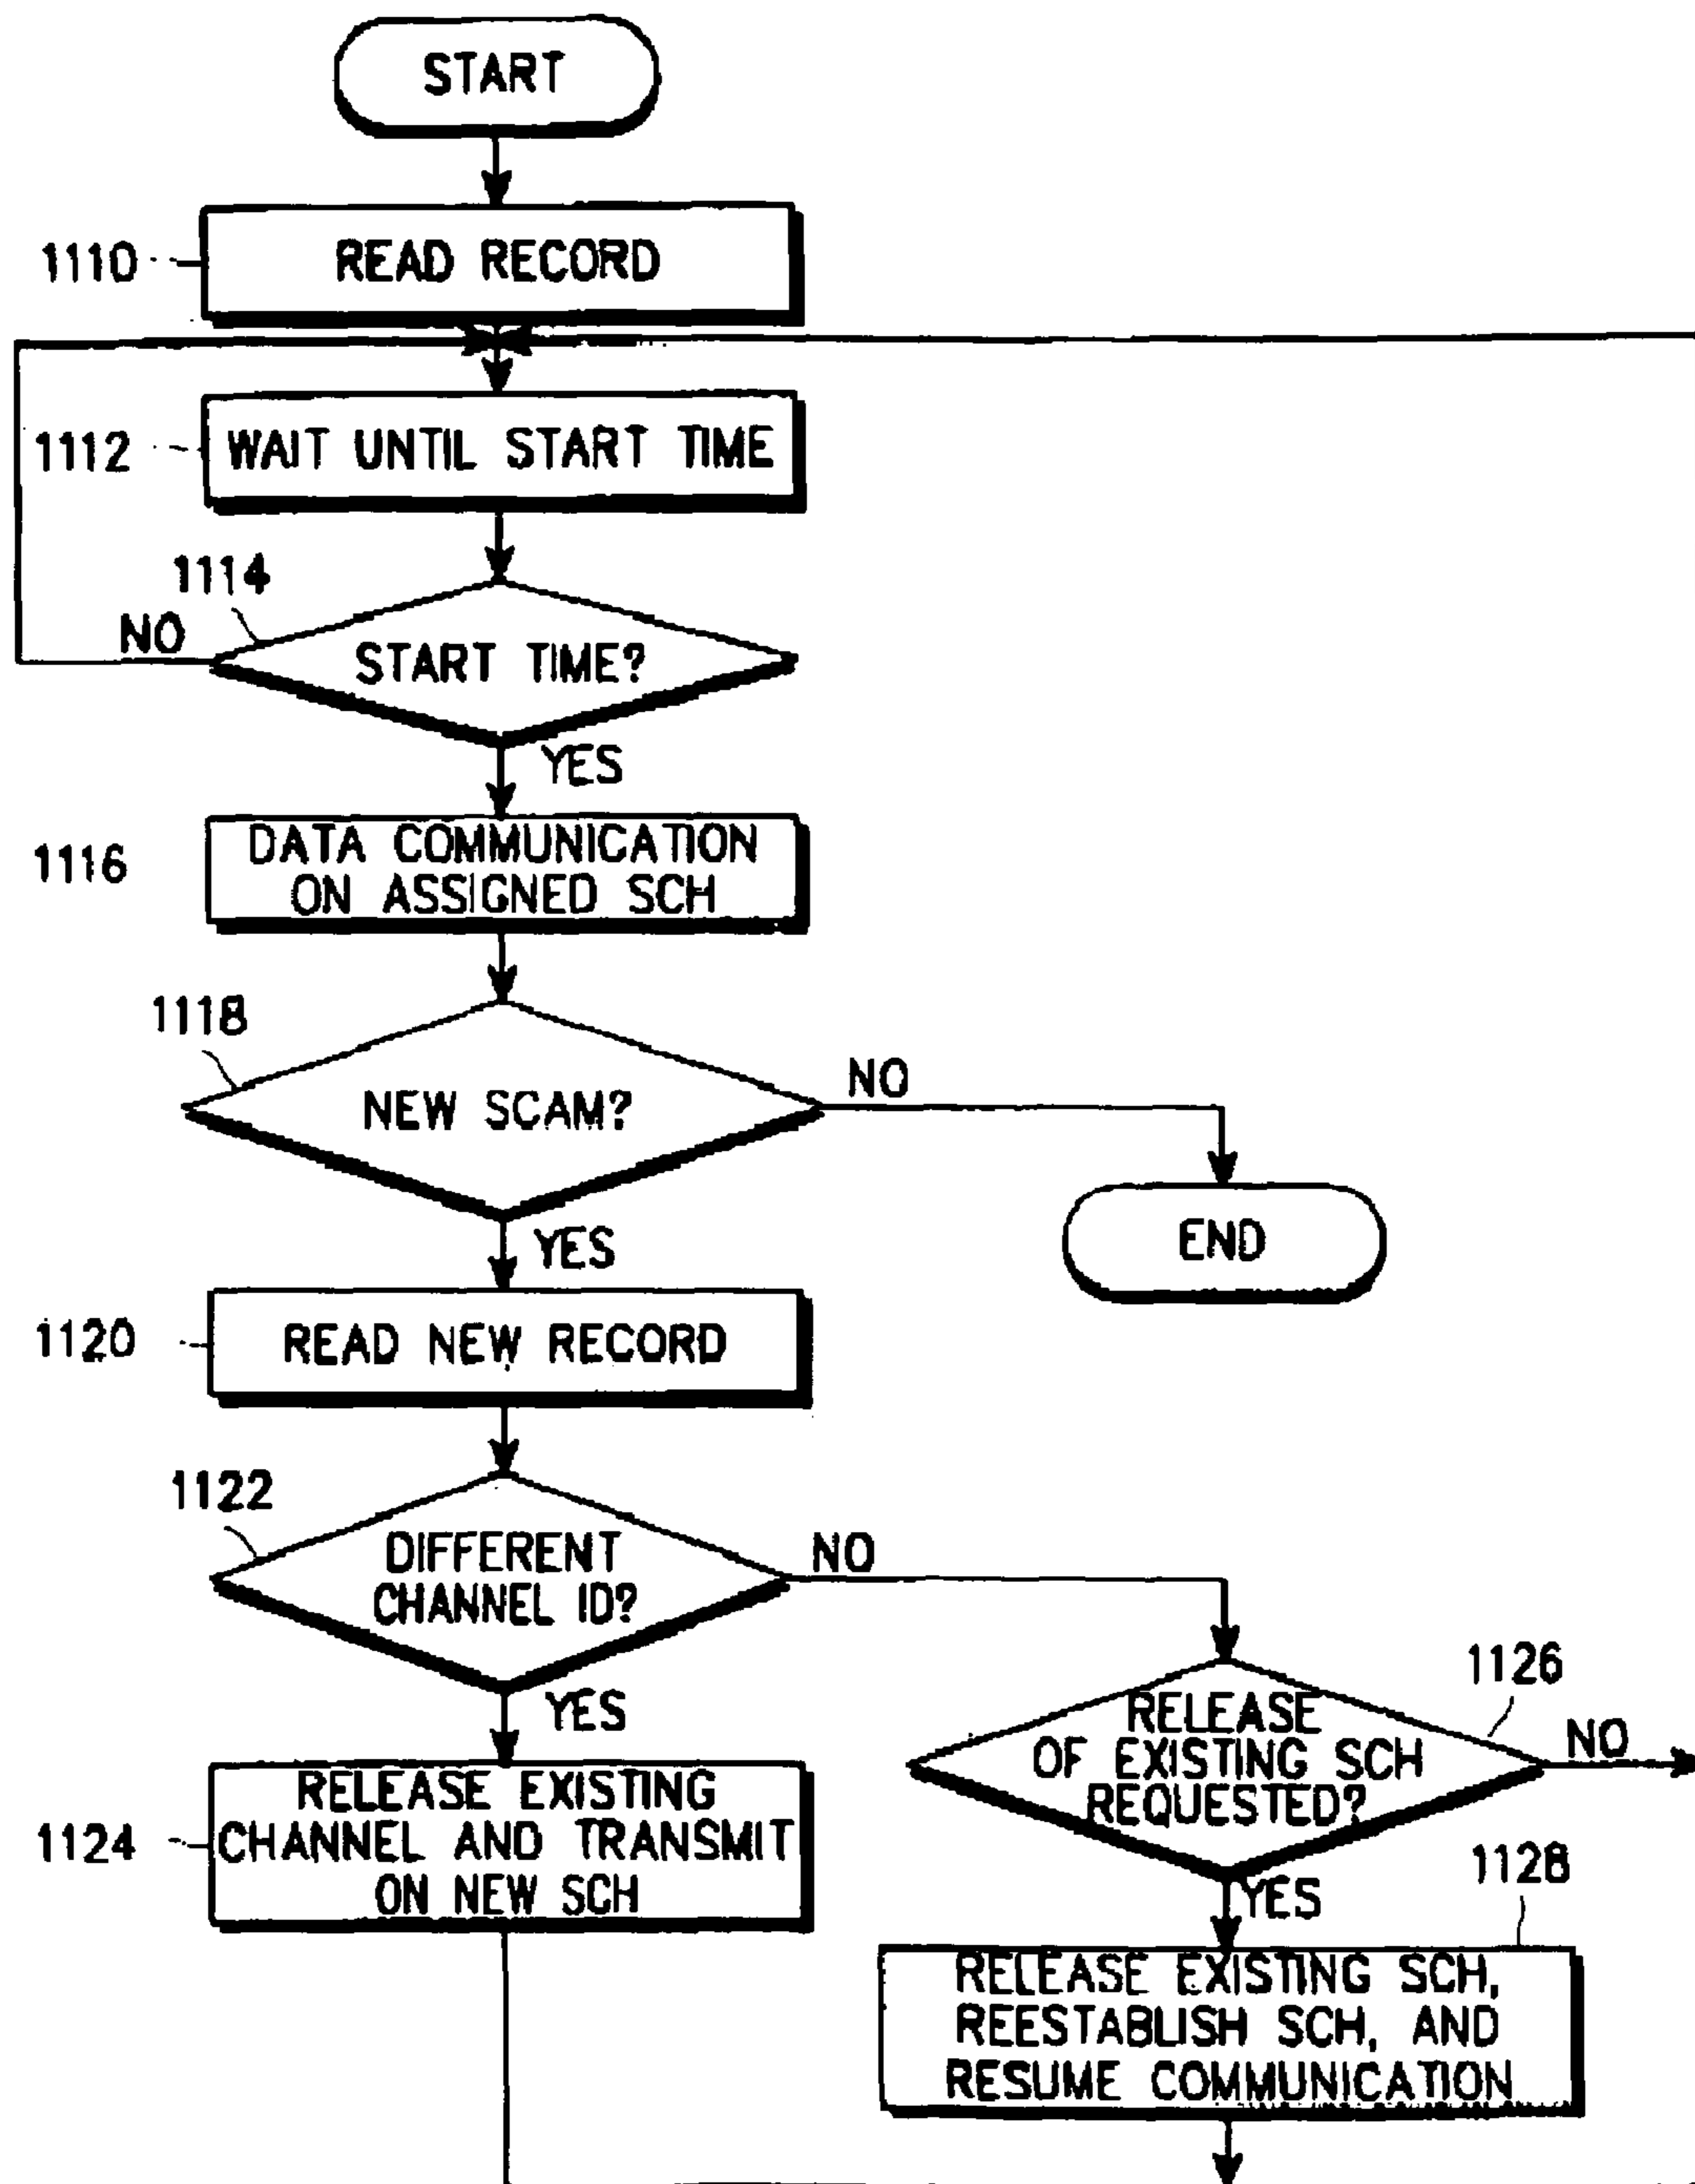 START
1110
READ RECORD
1112
WAIT UNTIL START TIME
1114
NO
START TIME?
YES
1116
DATA COMMUNICATION
ON ASSIGNED SCH
1118
NO
NEW SCAM?
YES
END
1120
READ NEW RECORD
1122
DIFFERENT
CHANNEL ID?
NO
YES
1126
RELEASE
OF EXISTING SCH
REQUESTED?
NO
YES
1124
RELEASE EXISTING
CHANNEL AND TRANSMIT
ON NEW SCH
1128
RELEASE EXISTING SCH,
REESTABLISH SCH, AND
RESUME COMMUNICATION